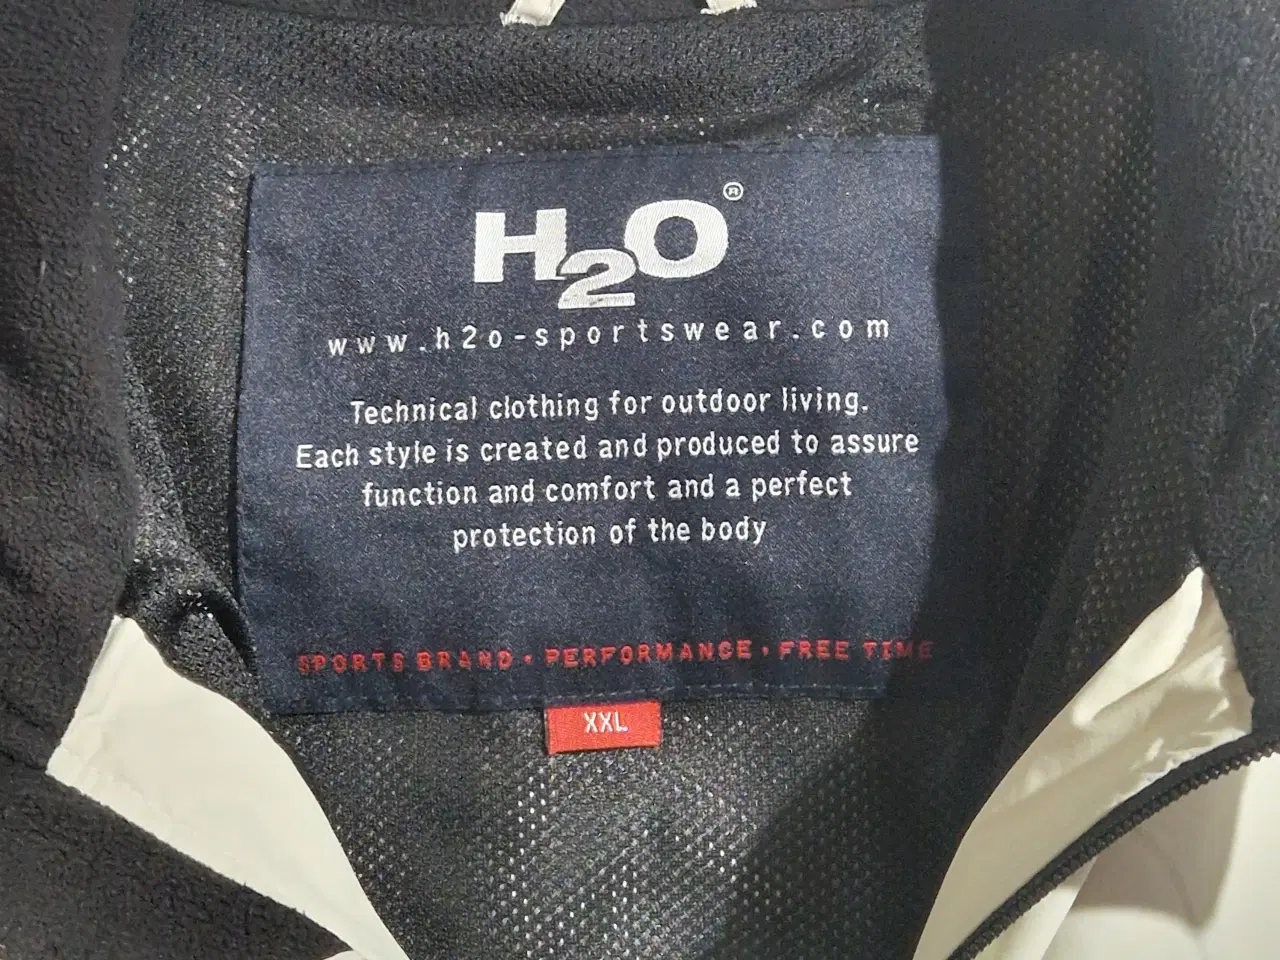 H2O®
www.h2o-sportswear.com
Technical clothing for outdoor living.
Each style is created and produced to assure
function and comfort and a perfect
protection of the body
SPORTS BRAND • PERFORMANCE • FREE TIME
XXL